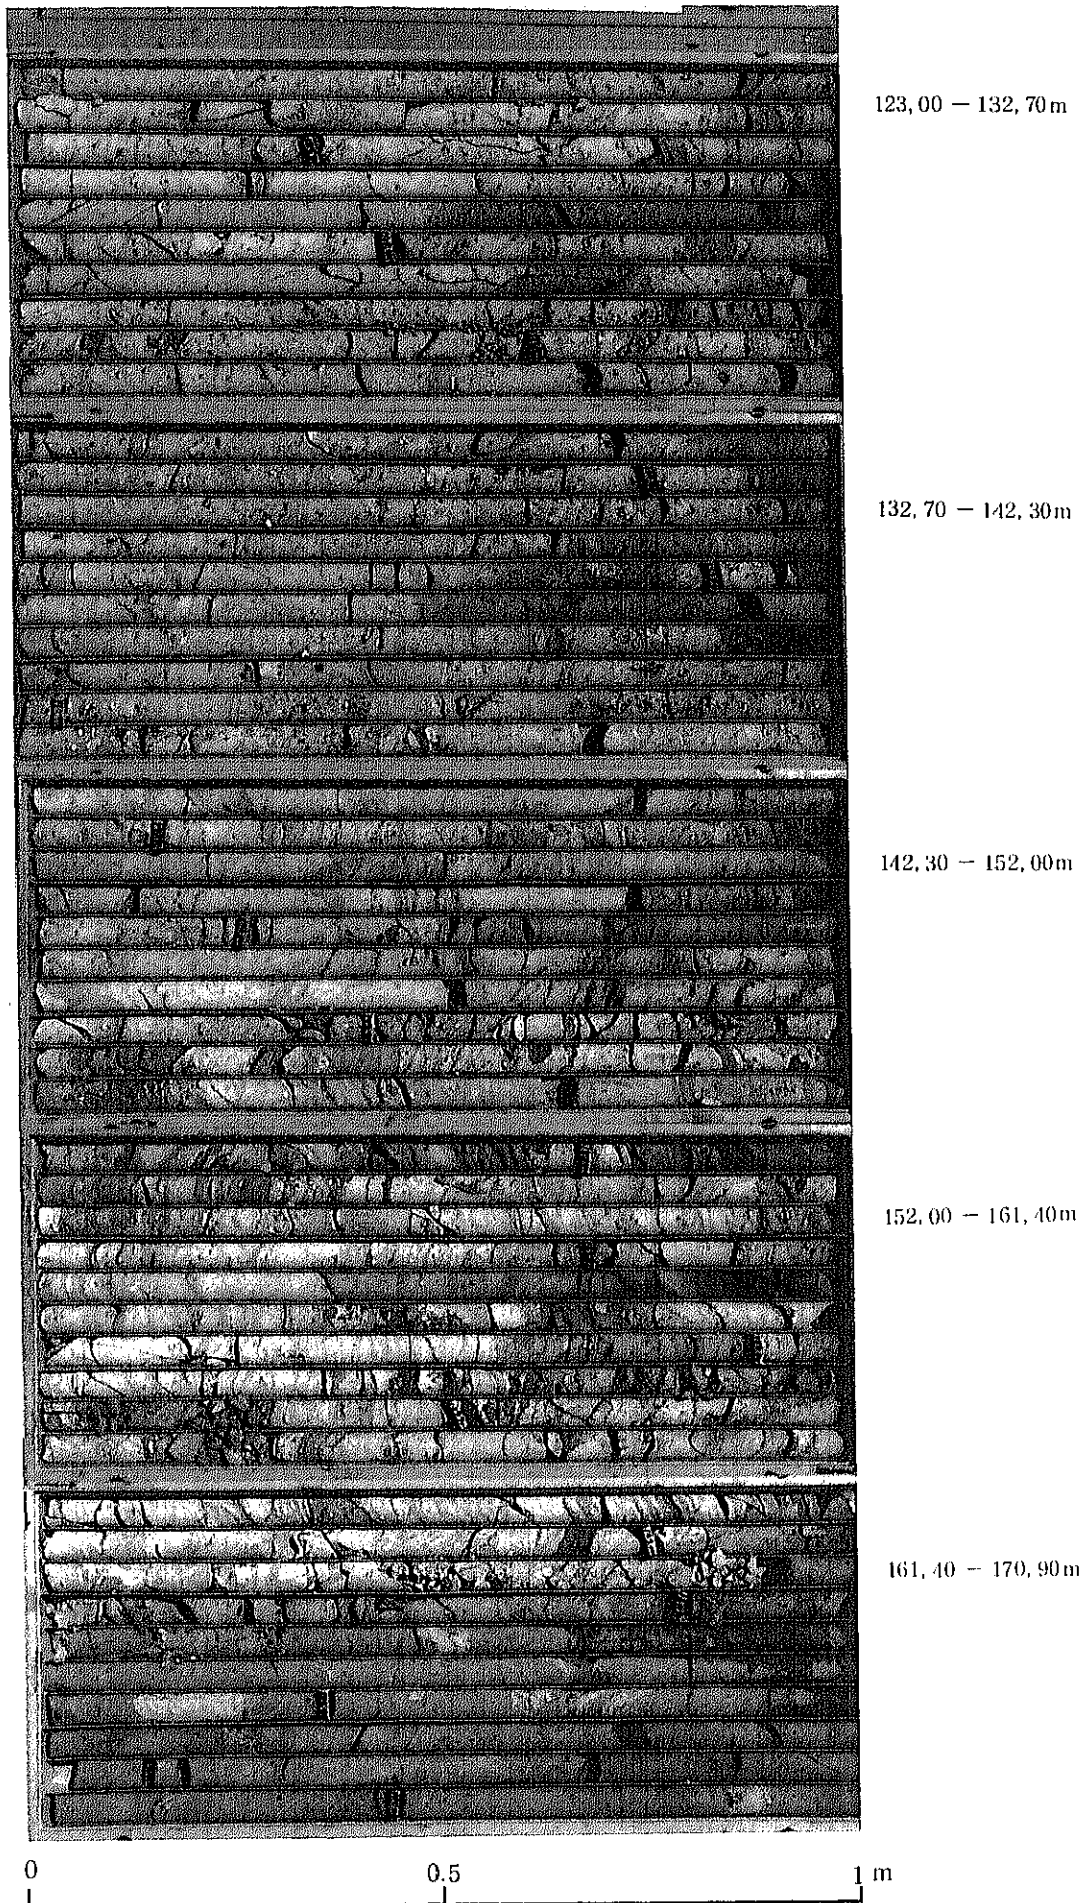 123,00 – 132,70 m
132,70 – 142,30 m
142,30 – 152,00 m
152,00 – 161,40 m
161,40 – 170,90 m
0 0.5 1 m